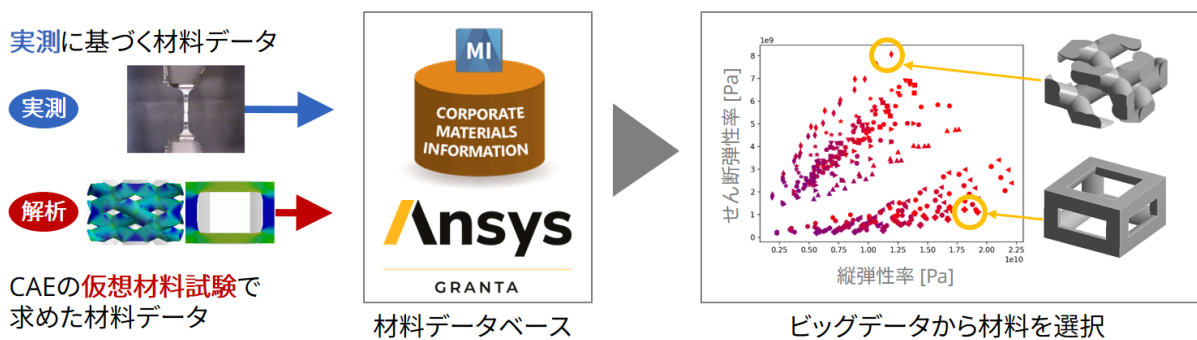 実測に基づく材料データ
実測
解析
CAEの仮想材料試験で
求めた材料データ
MI
CORPORATE
MATERIALS
INFORMATION
Ansys
GRANTA
材料データベース
1e9
せん断弾性率 [Pa]
8
7
6
5
4
3
2
1
0
0.25 0.50 0.75 1.00 1.25 1.50 1.75 2.00 2.25
1e10
縦弾性率 [Pa]
ビッグデータから材料を選択